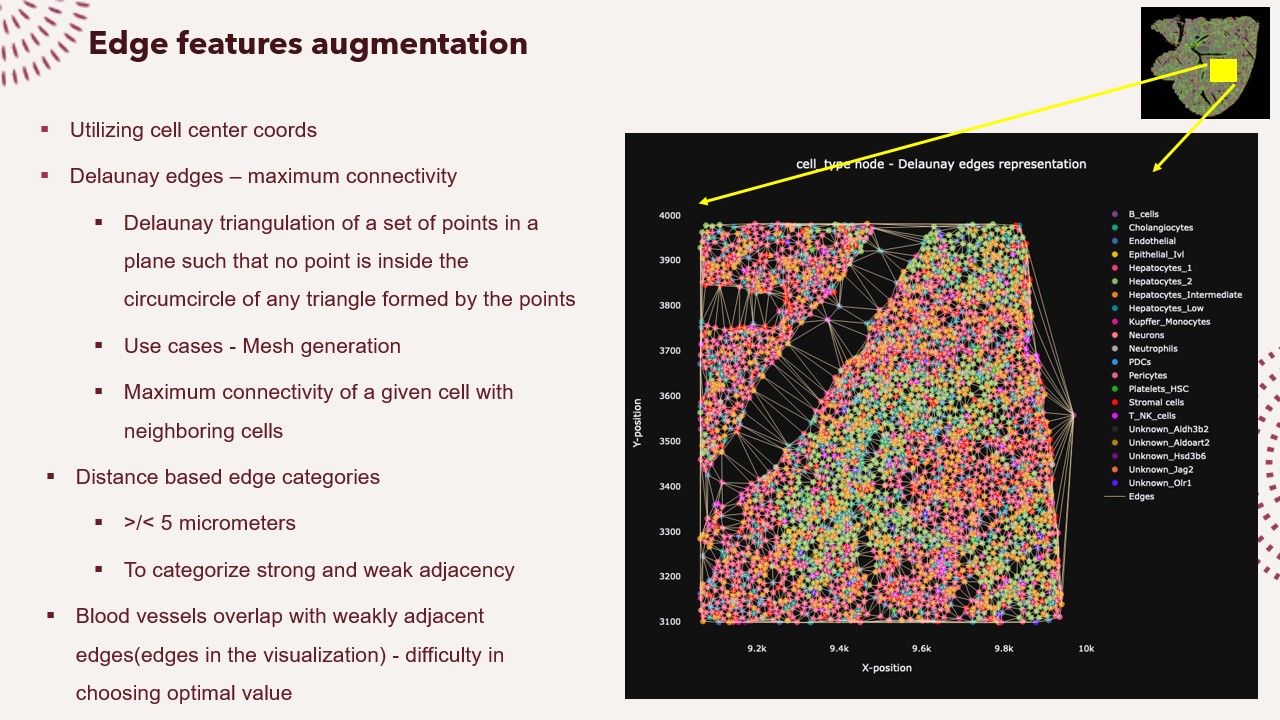 Edge features augmentation
Utilizing cell center coords
Delaunay edges – maximum connectivity
Delaunay triangulation of a set of points in a
plane such that no point is inside the
circumcircle of any triangle formed by the points
Use cases - Mesh generation
Maximum connectivity of a given cell with
neighboring cells
Distance based edge categories
>/< 5 micrometers
To categorize strong and weak adjacency
Blood vessels overlap with weakly adjacent
edges(edges in the visualization) - difficulty in
choosing optimal value
cell_type node - Delaunay edges representation
4000
3900
3800
3700
3600
3500
3400
3300
3200
3100
Y-position
9.2k 9.4k 9.6k 9.8k 10k
X-position
B_cells
Cholangiocytes
Endothelial
Epithelial_Ivl
Hepatocytes_1
Hepatocytes_2
Hepatocytes_Intermediate
Hepatocytes_Low
Kupffer_Monocytes
Neurons
Neutrophils
PDCs
Pericytes
Platelets_HSC
Stromal cells
T_NK_cells
Unknown_Aldh3b2
Unknown_Aldoart2
Unknown_Hsd3b6
Unknown_Jag2
Unknown_Olr1
Edges